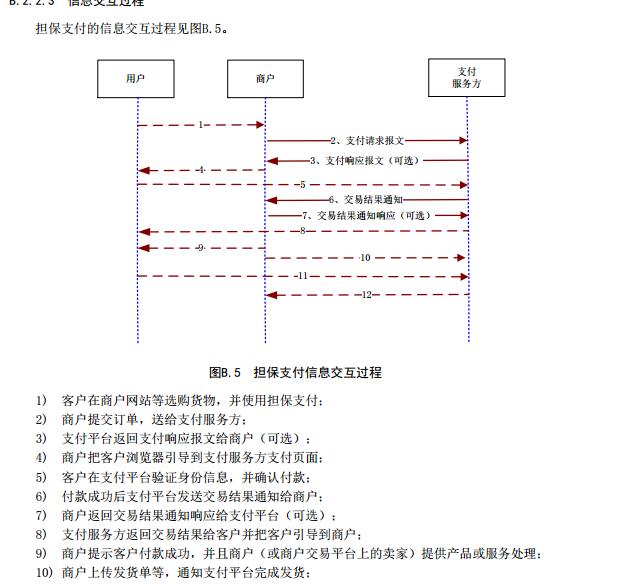 B.2.2.3 信息交互过程
担保支付的信息交互过程见图B.5。
用户
商户
支付
服务方
1
2、支付请求报文
3、支付响应报文（可选）
4
5
6、交易结果通知
7、交易结果通知响应（可选）
8
9
10
11
12
图B.5 担保支付信息交互过程
1) 客户在商户网站等选购货物，并使用担保支付；
2) 商户提交订单，送给支付服务方；
3) 支付平台返回支付响应报文给商户（可选）；
4) 商户把客户浏览器引导到支付服务方支付页面；
5) 客户在支付平台验证身份信息，并确认付款；
6) 付款成功后支付平台发送交易结果通知给商户；
7) 商户返回交易结果通知响应给支付平台（可选）；
8) 支付服务方返回交易结果给客户并把客户引导到商户；
9) 商户提示客户付款成功，并且商户（或商户交易平台上的卖家）提供产品或服务处理；
10) 商户上传发货单等，通知支付平台完成发货；